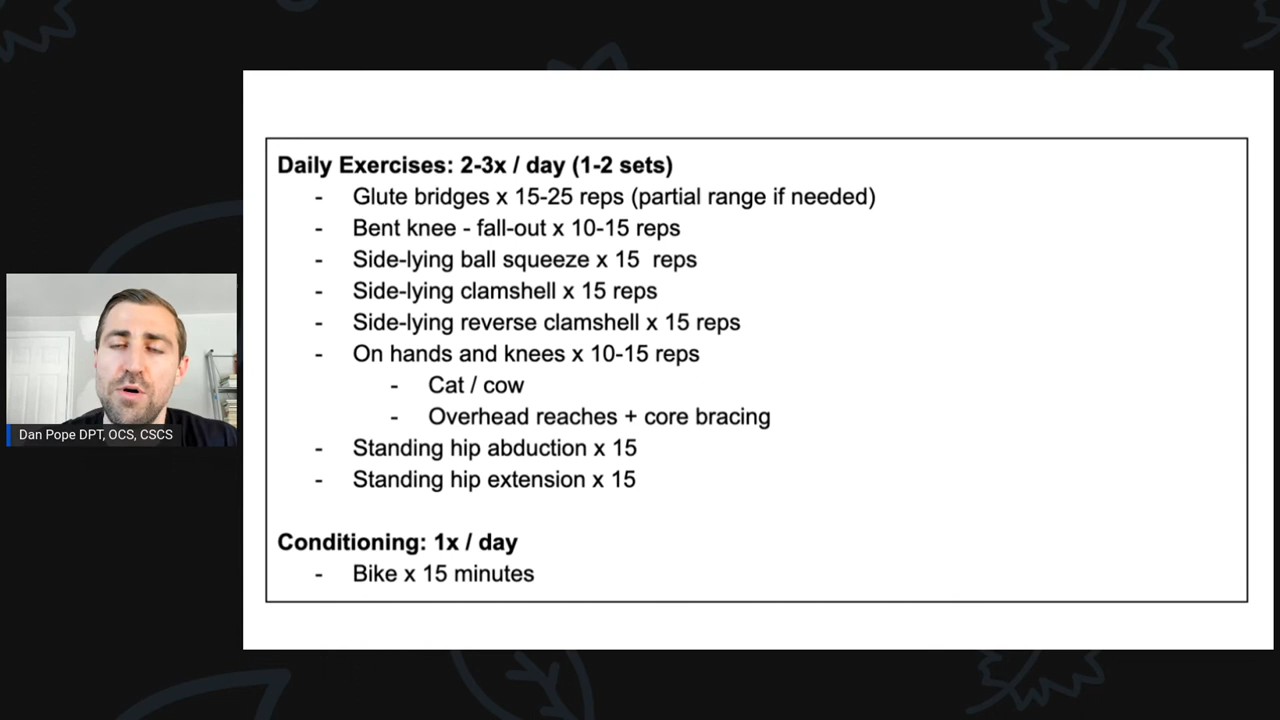 Daily Exercises: 2-3x / day (1-2 sets)
- Glute bridges x 15-25 reps (partial range if needed)
- Bent knee - fall-out x 10-15 reps
- Side-lying ball squeeze x 15  reps
- Side-lying clamshell x 15 reps
- Side-lying reverse clamshell x 15 reps
- On hands and knees x 10-15 reps
- Cat / cow
- Overhead reaches + core bracing
- Standing hip abduction x 15
- Standing hip extension x 15
Conditioning: 1x / day
- Bike x 15 minutes
Dan Pope DPT, OCS, CSCS